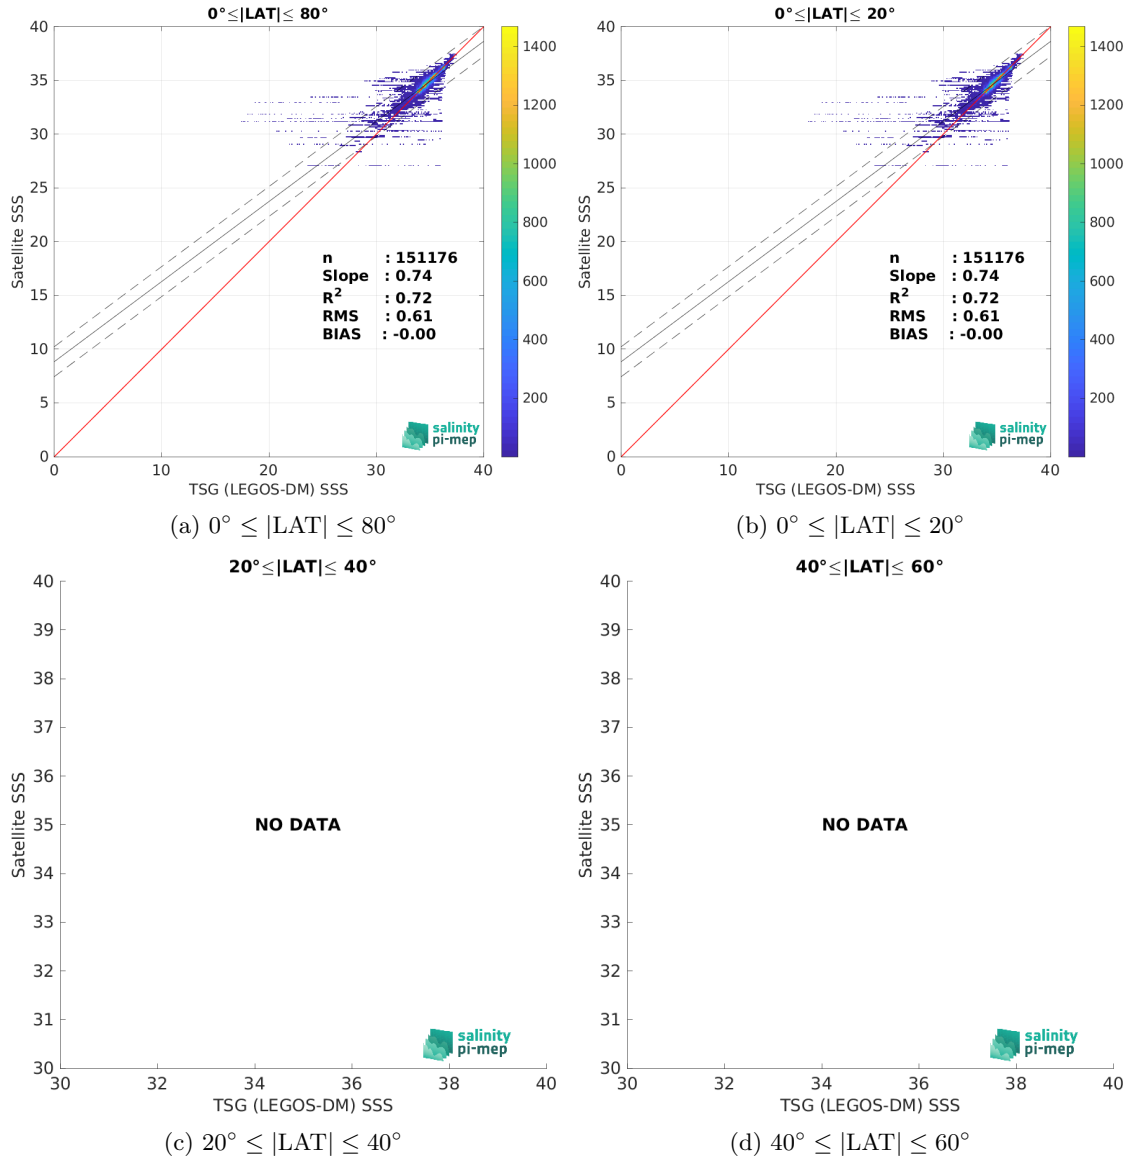 0°≤|LAT|≤ 80°
40
35
30
25
20
15
10
5
0
Satellite SSS
n : 151176
Slope : 0.74
R² : 0.72
RMS : 0.61
BIAS : -0.00
salinity
pi-mep
0 10 20 30 40
TSG (LEGOS-DM) SSS
1400
1200
1000
800
600
400
200
(a) 0° ≤ |LAT| ≤ 80°
0°≤|LAT|≤ 20°
40
35
30
25
20
15
10
5
0
Satellite SSS
n : 151176
Slope : 0.74
R² : 0.72
RMS : 0.61
BIAS : -0.00
salinity
pi-mep
0 10 20 30 40
TSG (LEGOS-DM) SSS
1400
1200
1000
800
600
400
200
(b) 0° ≤ |LAT| ≤ 20°
20°≤|LAT|≤ 40°
40
39
38
37
36
35
34
33
32
31
30
Satellite SSS
NO DATA
salinity
pi-mep
30 32 34 36 38 40
TSG (LEGOS-DM) SSS
(c) 20° ≤ |LAT| ≤ 40°
40°≤|LAT|≤ 60°
40
39
38
37
36
35
34
33
32
31
30
Satellite SSS
NO DATA
salinity
pi-mep
30 32 34 36 38 40
TSG (LEGOS-DM) SSS
(d) 40° ≤ |LAT| ≤ 60°